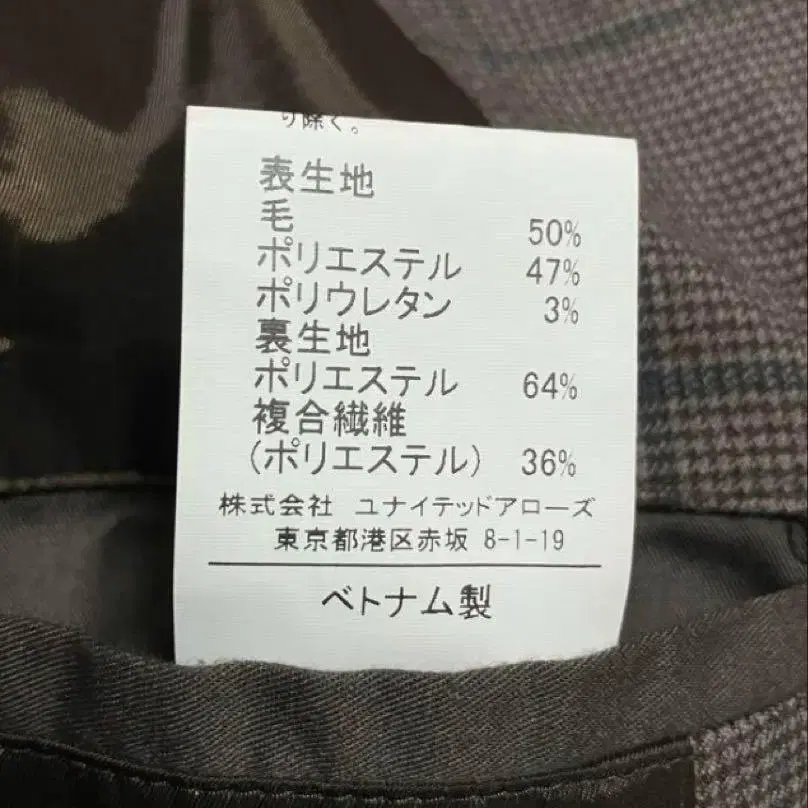 り除く。
表生地
毛 50%
ポリエステル 47%
ポリウレタン 3%
裏生地
ポリエステル 64%
複合繊維
(ポリエステル) 36%
株式会社 ユナイテッドアローズ
東京都港区赤坂 8-1-19
ベトナム製